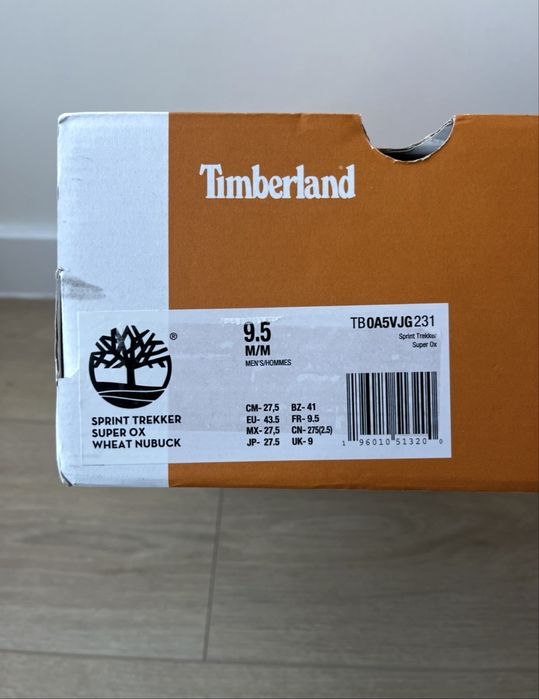 Timberland
®
SPRINT TREKKER
SUPER OX
WHEAT NUBUCK
9.5
M/M
MEN'S/HOMMES
CM- 27,5 BZ- 41
EU- 43.5 FR- 9.5
MX- 27,5 CN- 275(2.5)
JP- 27.5 UK- 9
TB0A5VJG231
Sprint Trekker
Super Ox
1 96010 51320 0